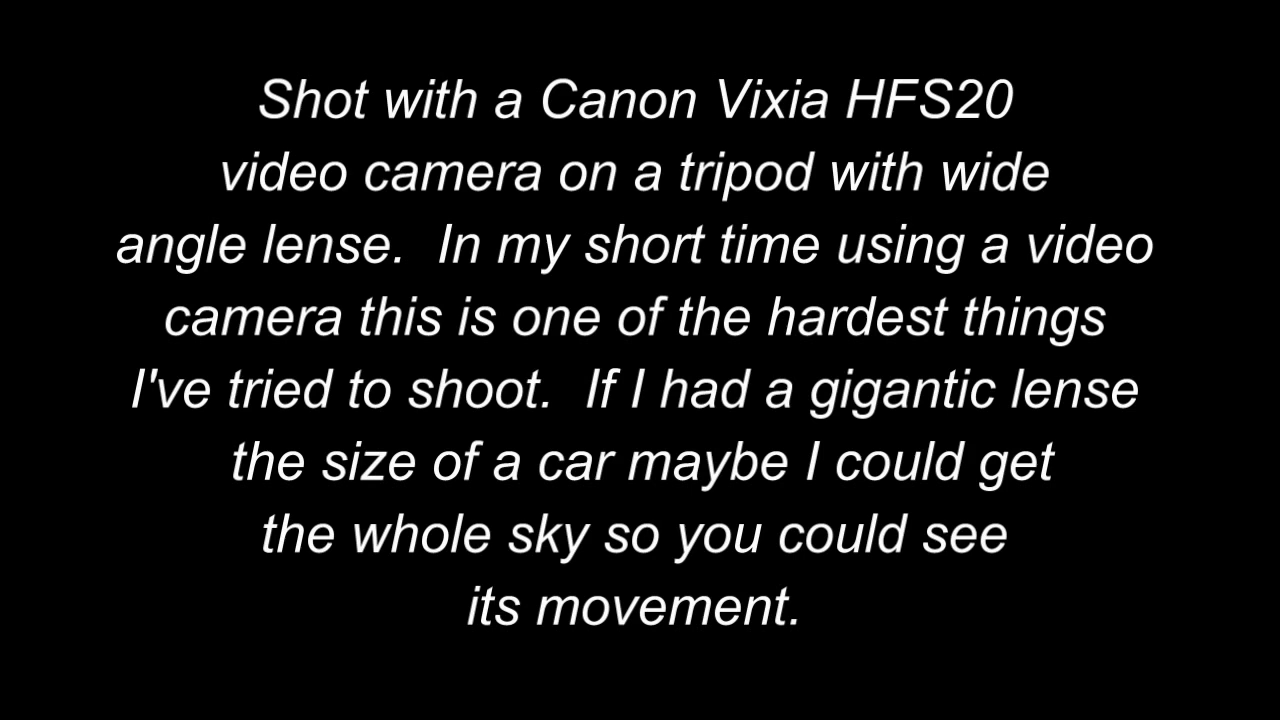 Shot with a Canon Vixia HFS20
video camera on a tripod with wide
angle lense.  In my short time using a video
camera this is one of the hardest things
I've tried to shoot.  If I had a gigantic lense
the size of a car maybe I could get
the whole sky so you could see
its movement.